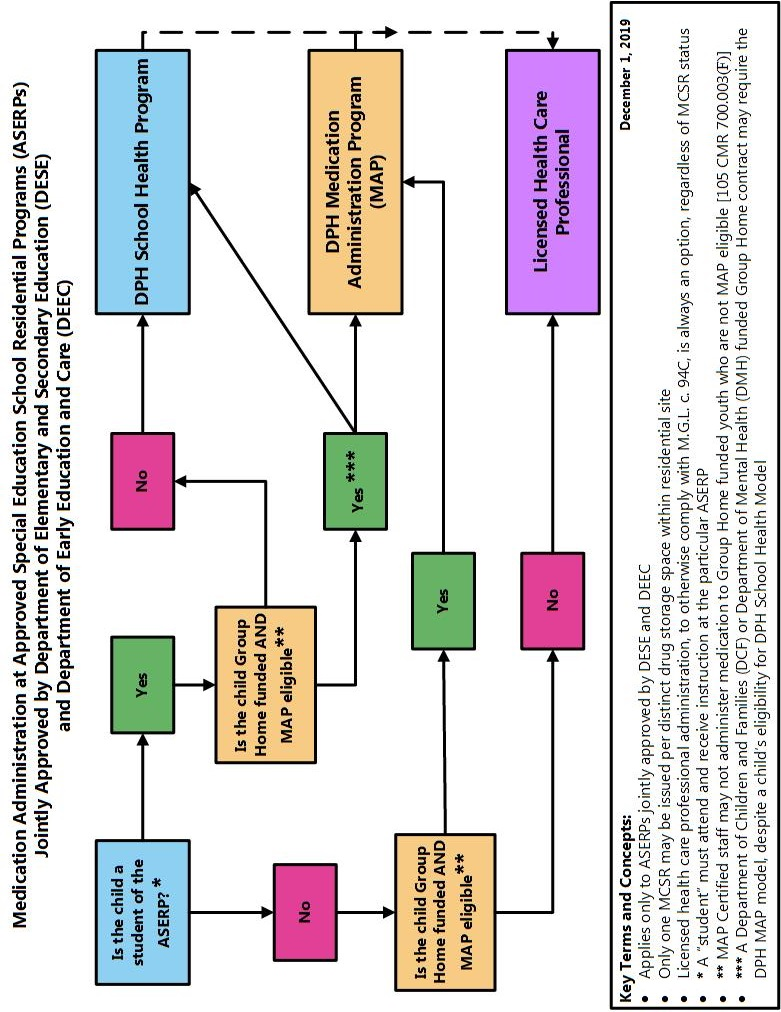 Medication Administration at Approved Special Education School Residential Programs (ASERPs)
Jointly Approved by Department of Elementary and Secondary Education (DESE)
and Department of Early Education and Care (DEEC)
Is the child a
student of the
ASERP? *
Yes
Is the child Group
Home funded AND
MAP eligible**
No
DPH School Health Program
Yes ***
DPH Medication
Administration Program
(MAP)
No
Is the child Group
Home funded AND
MAP eligible**
Yes
No
Licensed Health Care
Professional
Key Terms and Concepts:
December 1, 2019
• Applies only to ASERPs jointly approved by DESE and DEEC
• Only one MCSR may be issued per distinct drug storage space within residential site
• Licensed health care professional administration, to otherwise comply with M.G.L. c. 94C, is always an option, regardless of MCSR status
• * A "student" must attend and receive instruction at the particular ASERP
• ** MAP Certified staff may not administer medication to Group Home funded youth who are not MAP eligible [105 CMR 700.003(F)]
• *** A Department of Children and Families (DCF) or Department of Mental Health (DMH) funded Group Home contract may require the
DPH MAP model, despite a child's eligibility for DPH School Health Model